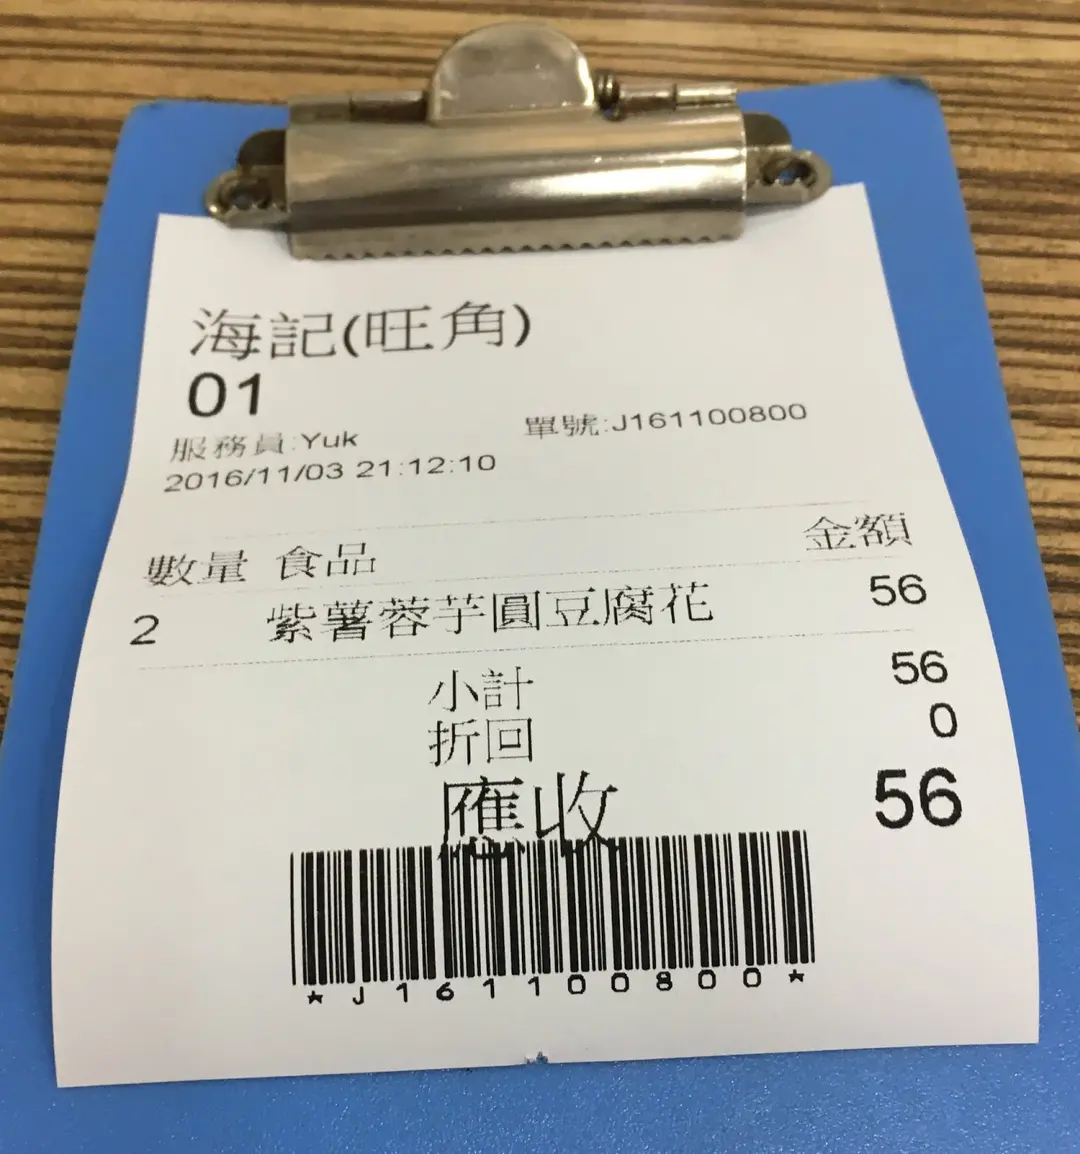 海記(旺角)
01
服務員:Yuk 單號:J161100800
2016/11/03 21:12:10
數量 食品 金額
2 紫薯蓉芋圓豆腐花 56
小計 56
折回 0
應收 56
*J161100800*